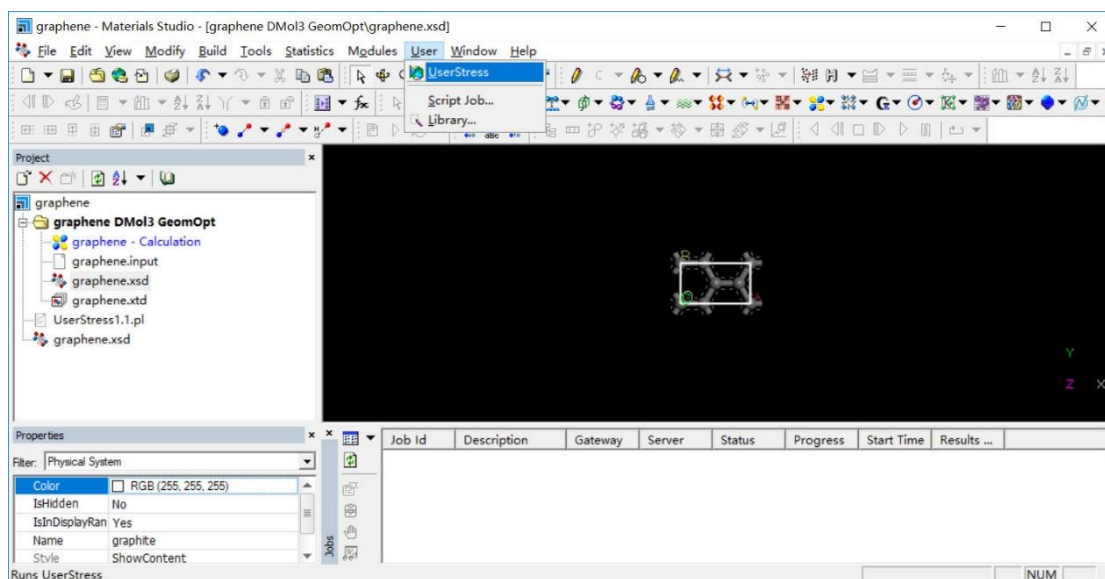 graphene - Materials Studio - [graphene DMol3 GeomOpt\graphene.xsd]
File Edit View Modify Build Tools Statistics Modules User Window Help
UserStress
Script Job...
Library...
Project
graphene
graphene DMol3 GeomOpt
graphene - Calculation
graphene.input
graphene.xsd
graphene.xtd
UserStress1.1.pl
graphene.xsd
B
O
A
Y
Z X
Properties
Filter: Physical System
Color RGB (255, 255, 255)
IsHidden No
IsInDisplayRan Yes
Name graphite
Style ShowContent
Jobs
Job Id Description Gateway Server Status Progress Start Time Results ...
Runs UserStress
NUM